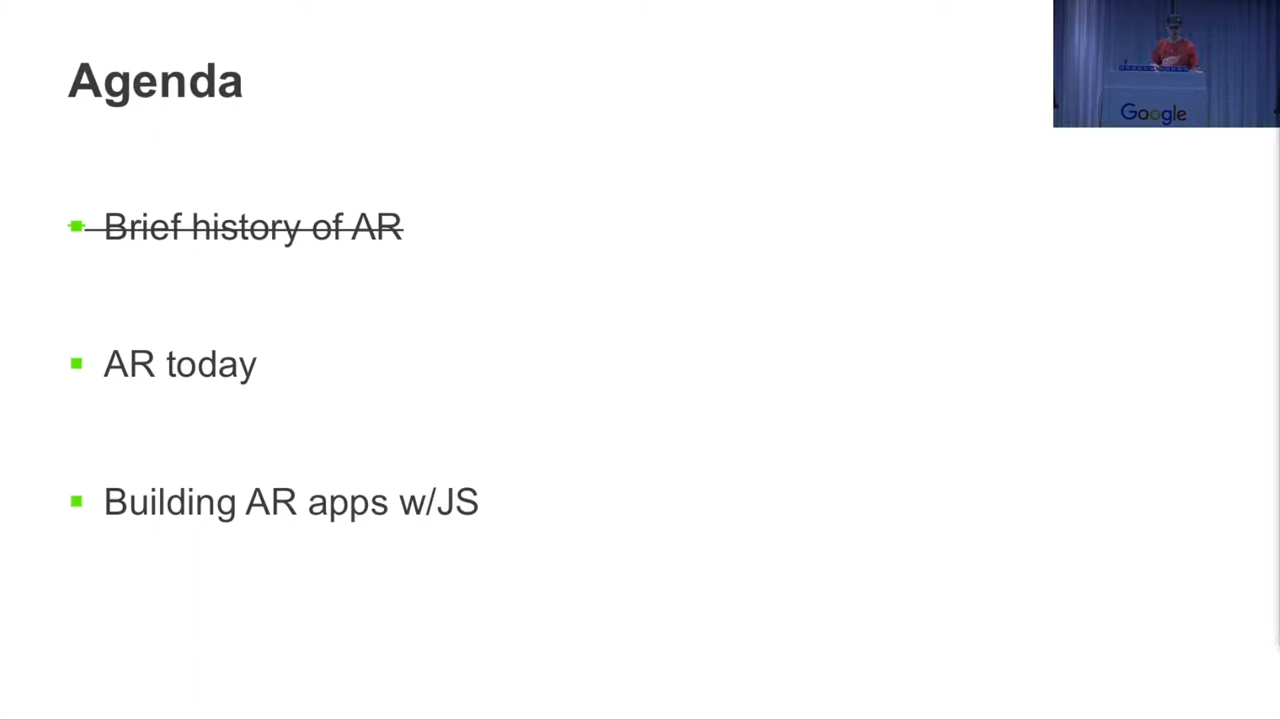 Agenda
Google
Brief history of AR
AR today
Building AR apps w/JS